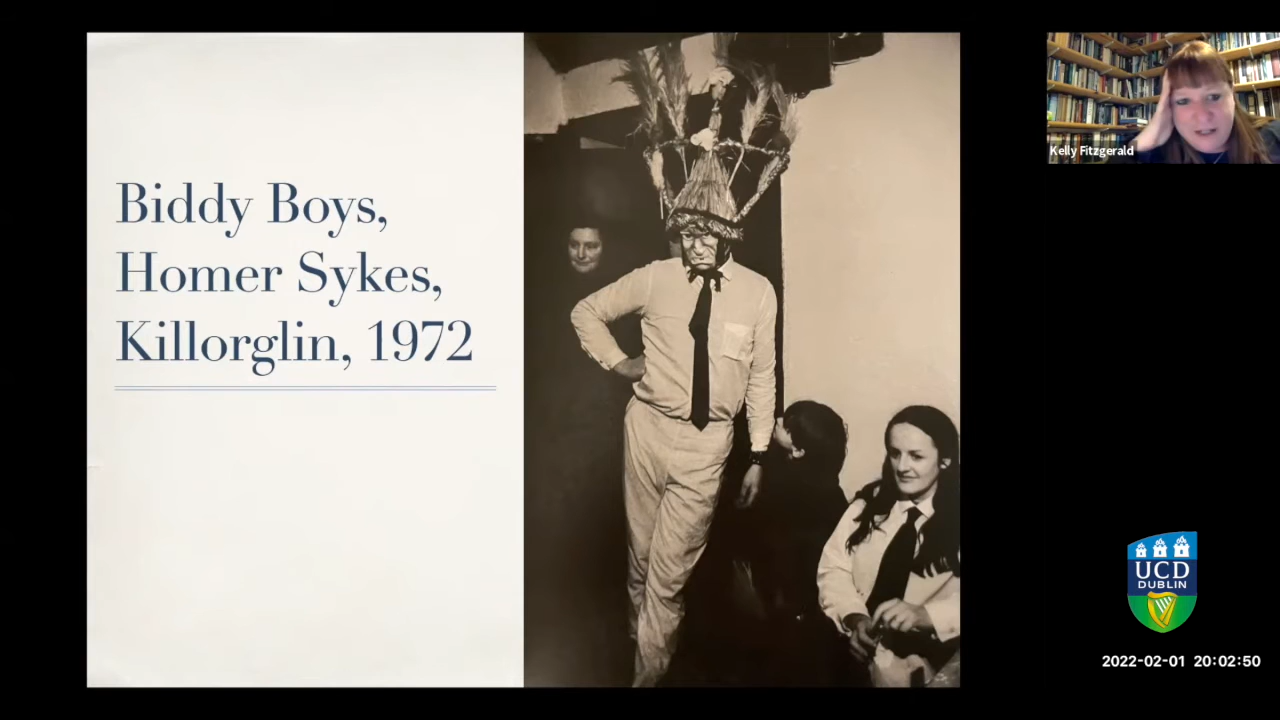 Biddy Boys,
Homer Sykes,
Killorglin, 1972
Kelly Fitzgerald
UCD
DUBLIN
2022-02-01 20:02:50